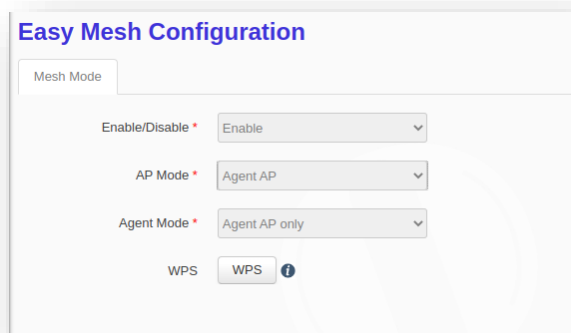 Easy Mesh Configuration
Mesh Mode
Enable/Disable * Enable
AP Mode * Agent AP
Agent Mode * Agent AP only
WPS WPS i